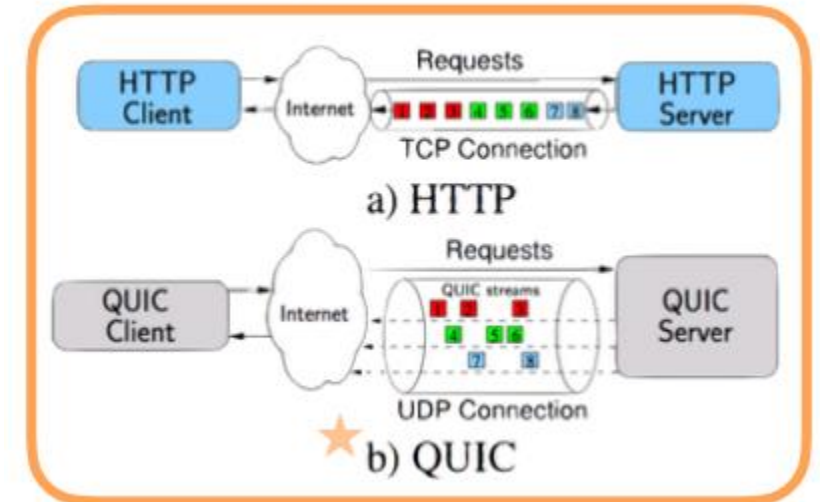 Requests
HTTP Client
Internet
1 2 3 4 5 6 7 8
HTTP Server
TCP Connection
a) HTTP
Requests
QUIC Client
Internet
QUIC streams
1 2 3
4 5 6
7 8
QUIC Server
UDP Connection
b) QUIC